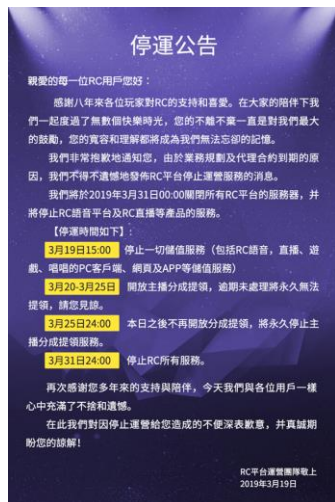 停運公告
親愛的每一位RC用戶您好：
感謝八年來各位玩家對RC的支持和喜愛。在大家的陪伴下我
們一起度過了無數個快樂時光，您的不離不棄一直是對我們最大
的鼓勵，您的寬容和理解都將成為我們無法忘卻的記憶。
我們非常抱歉地通知您，由於業務規劃及代理合約到期的原
因，我們不得不遺憾地發佈RC平台停止運營服務的消息。
我們將於2019年3月31日00:00關閉所有RC平台的服務器，并
將停止RC語音平台及RC直播等產品的服務。
【停運時間如下】：
3月19日15:00 停止一切儲值服務（包括RC語音，直播、遊
戲、唱唱的PC客戶端、網頁及APP等儲值服務）
3月20-3月25日 開放主播分成提領，逾期未處理將永久無法
提領，請您見諒。
3月25日24:00 本日之後不再開放分成提領，將永久停止主
播分成提領服務。
3月31日24:00 停止RC所有服務。
再次感謝您多年來的支持與陪伴，今天我們與各位用戶一樣
心中充滿了不捨和遺憾。
在此我們對因停止運營給您造成的不便深表歉意，并真誠期
盼您的諒解！
RC平台運營團隊敬上
2019年3月19日